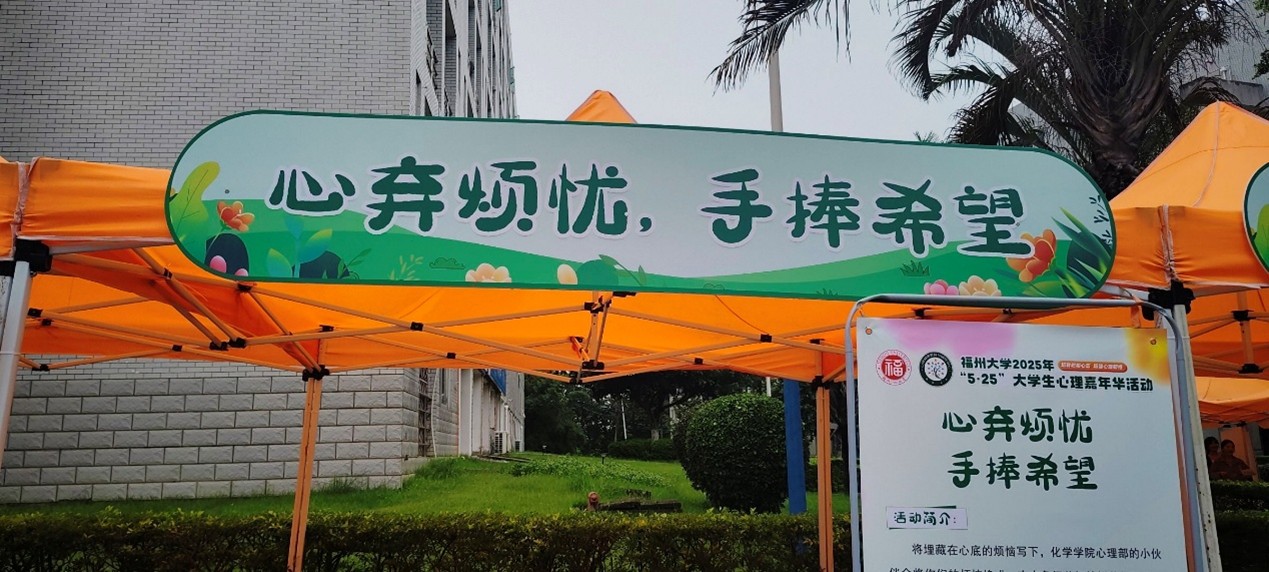 心弃烦忧，手捧希望
福
福州大学2025年
“5·25”大学生心理嘉年华活动
心弃烦忧
手捧希望
活动简介：
将埋藏在心底的烦恼写下，化学学院心理部的小伙